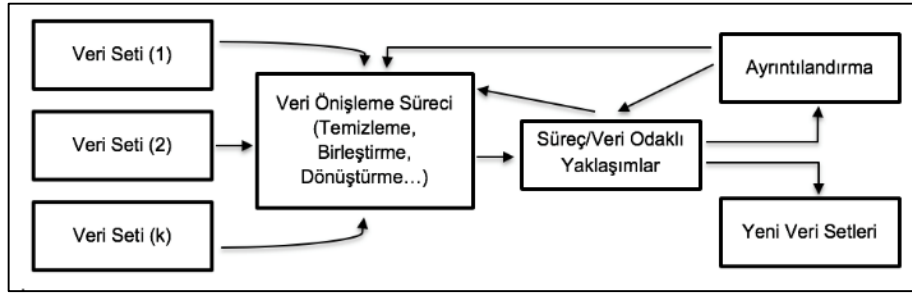 Veri Seti (1)
Veri Seti (2)
Veri Seti (k)
Veri Önişleme Süreci
(Temizleme,
Birleştirme,
Dönüştürme…)
Süreç/Veri Odaklı
Yaklaşımlar
Ayrıntılandırma
Yeni Veri Setleri